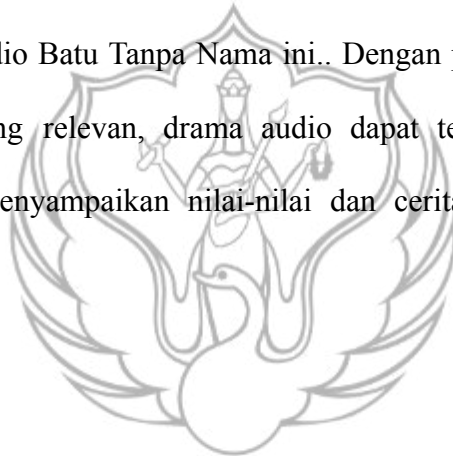 dio Batu Tanpa Nama ini.. Dengan
ng relevan, drama audio dapat te
enyampaikan nilai-nilai dan cerita